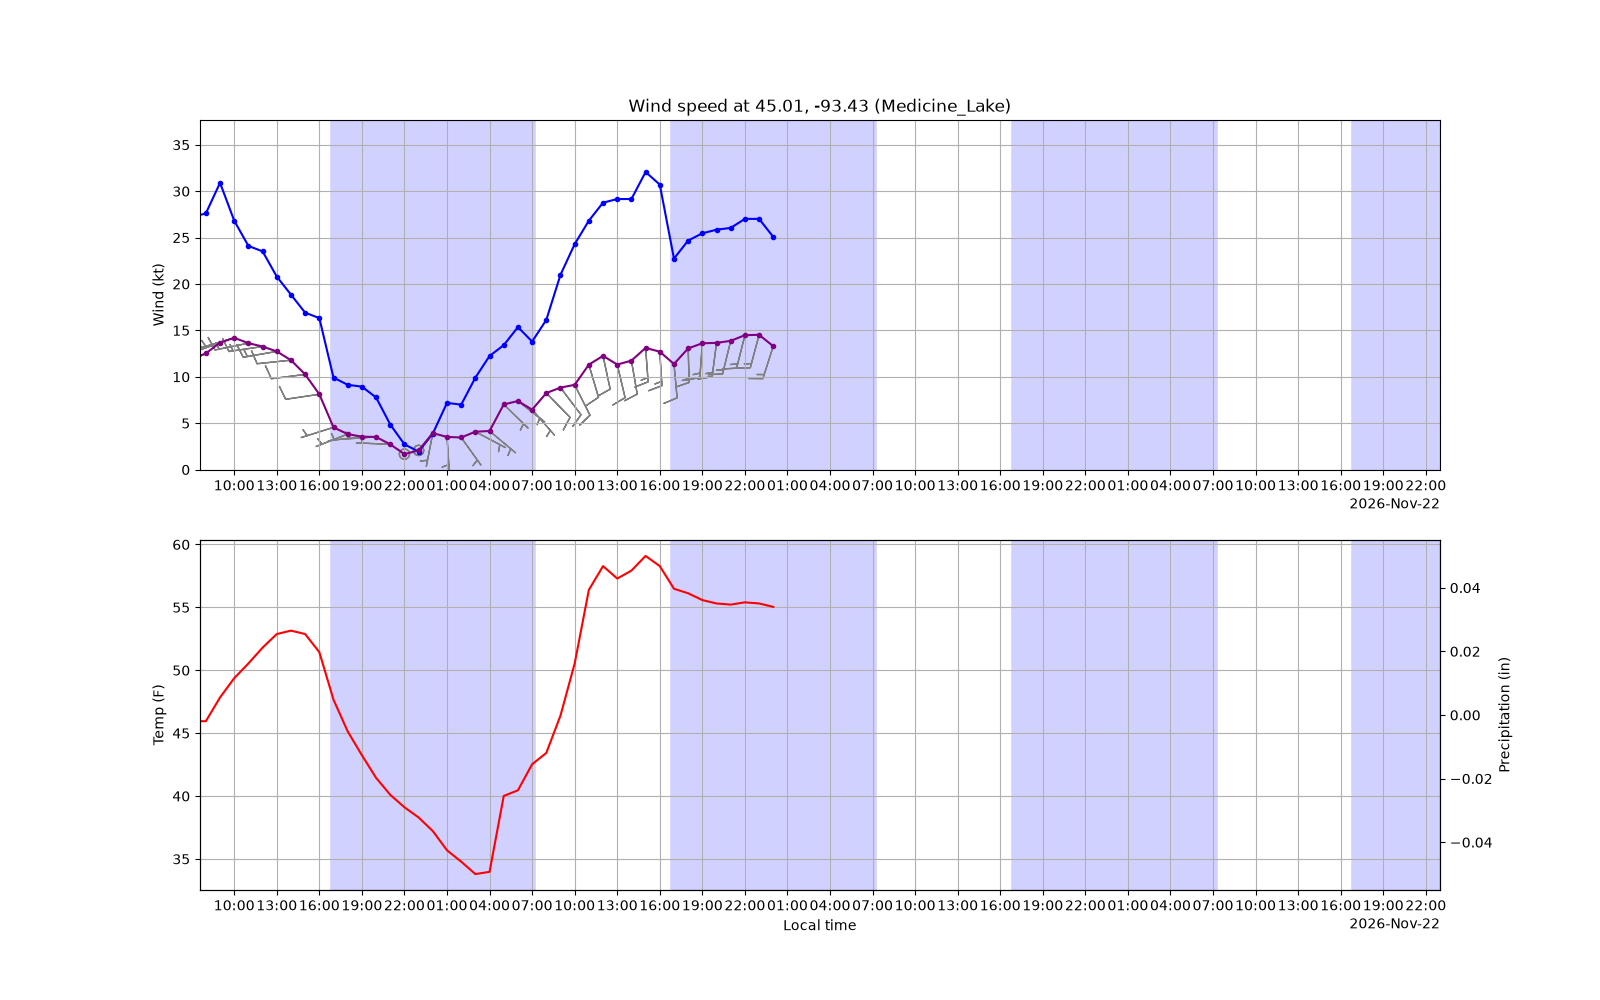 Wind speed at 45.01, -93.43 (Medicine_Lake)
35
30
25
20
15
10
5
0
Wind (kt)
10:00 13:00 16:00 19:00 22:00 01:00 04:00 07:00 10:00 13:00 16:00 19:00 22:00 01:00 04:00 07:00 10:00 13:00 16:00 19:00 22:00 01:00 04:00 07:00 10:00 13:00 16:00 19:00 22:00
2026-Nov-22
60
55
50
45
40
35
Temp (F)
0.04
0.02
0.00
−0.02
−0.04
Precipitation (in)
10:00 13:00 16:00 19:00 22:00 01:00 04:00 07:00 10:00 13:00 16:00 19:00 22:00 01:00 04:00 07:00 10:00 13:00 16:00 19:00 22:00 01:00 04:00 07:00 10:00 13:00 16:00 19:00 22:00
Local time
2026-Nov-22